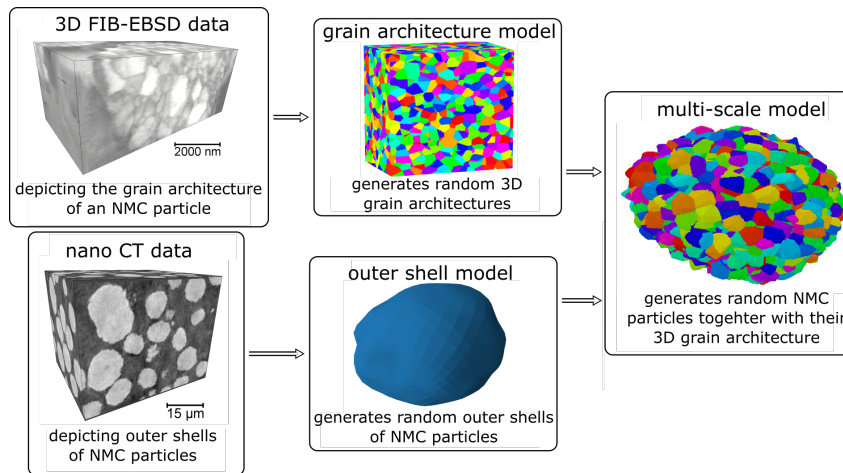 3D FIB-EBSD data
2000 nm
depicting the grain architecture
of an NMC particle
grain architecture model
generates random 3D
grain architectures
nano CT data
15 µm
depicting outer shells
of NMC particles
outer shell model
generates random outer shells
of NMC particles
multi-scale model
generates random NMC
particles togehter with their
3D grain architecture